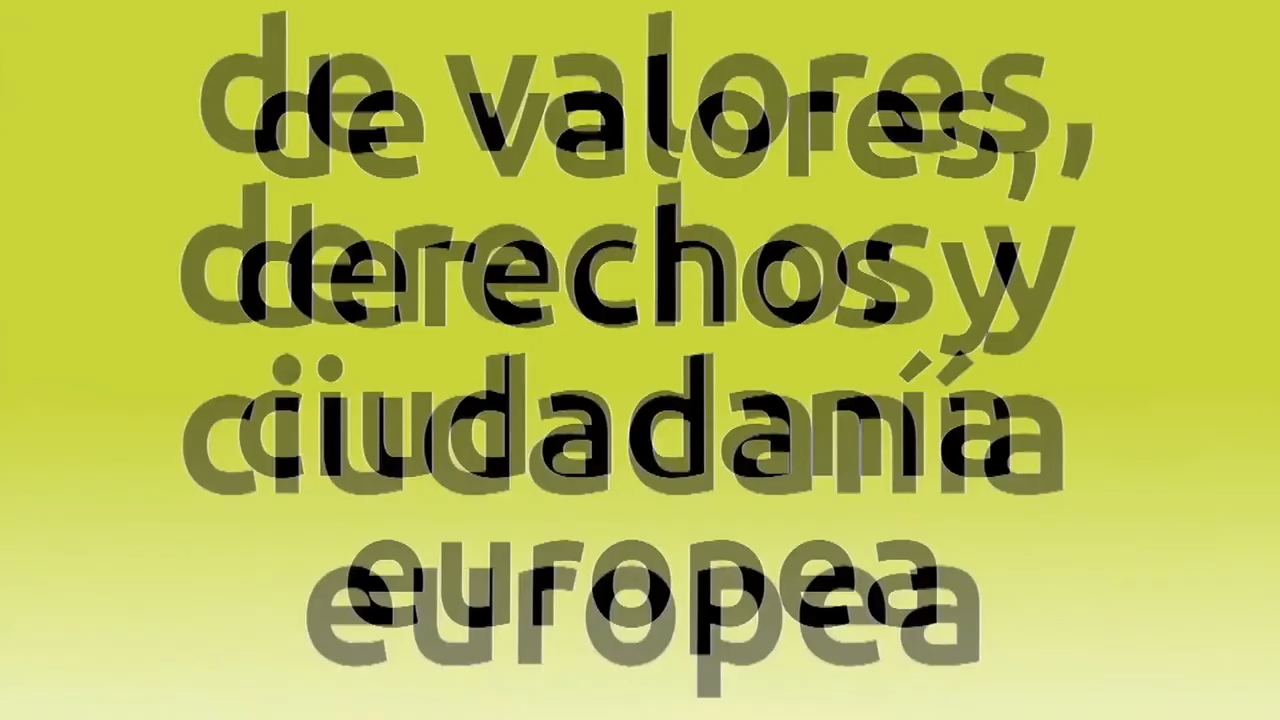 de valores,
derechos y
ciudadanía
europea